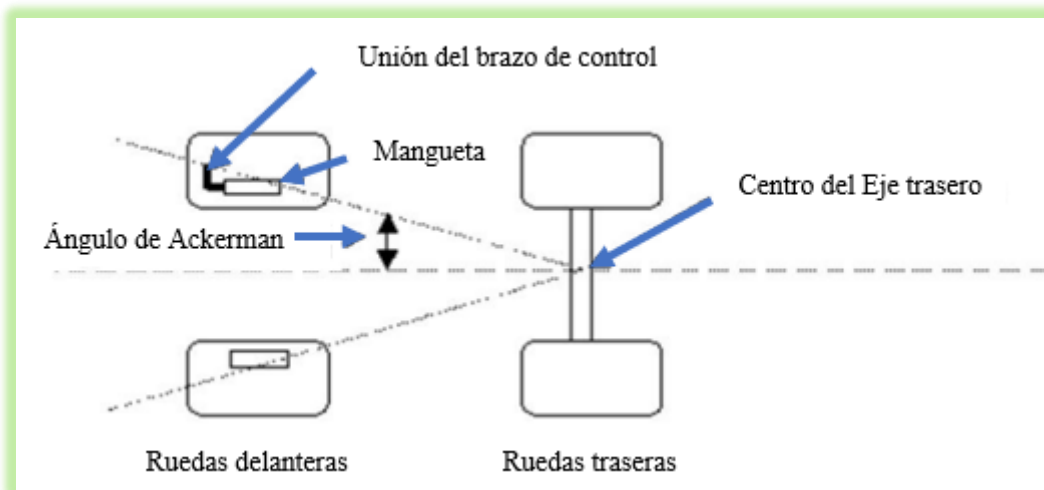 Unión del brazo de control
Mangueta
Centro del Eje trasero
Ángulo de Ackerman
Ruedas delanteras
Ruedas traseras